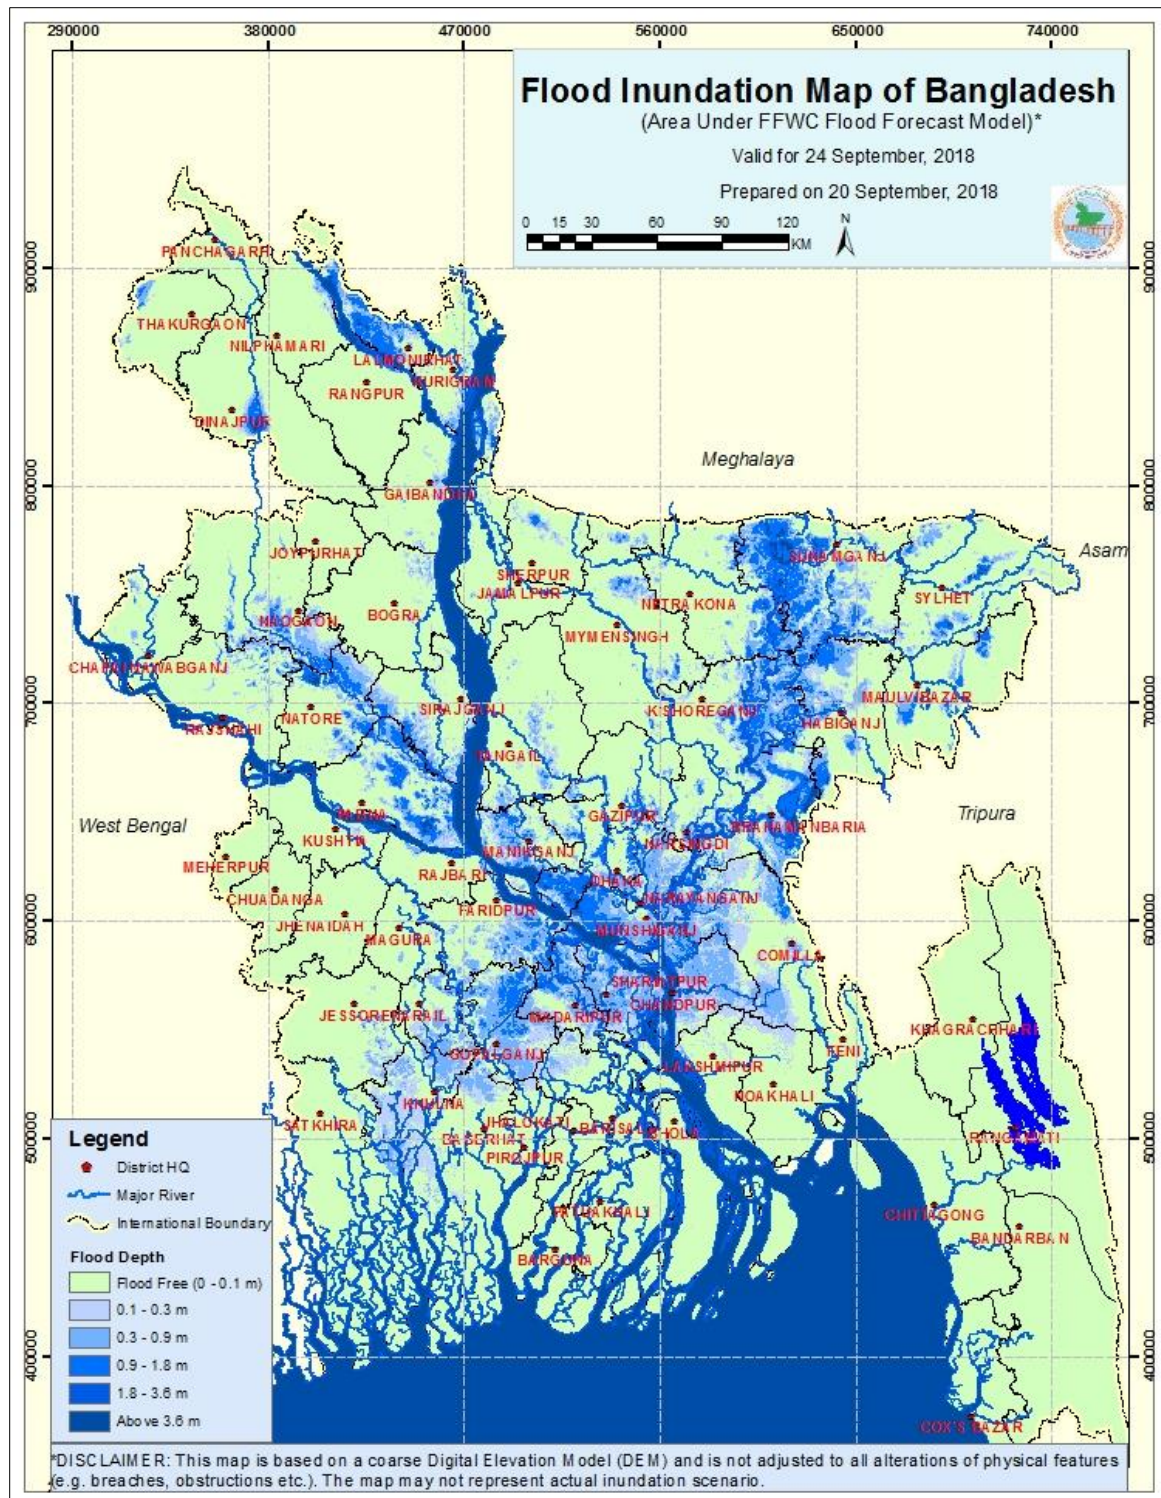 290000 380000 470000 560000 650000 740000
Flood Inundation Map of Bangladesh
(Area Under FFWC Flood Forecast Model)*
Valid for 24 September, 2018
Prepared on 20 September, 2018
0 15 30 60 90 120
KM
N
900000
900000
PANCHAGARH
THAKURGAON
NILPHAMARI
LALMONIRHAT
KURIGRAM
RANGPUR
DINAJPUR
Meghalaya
800000
800000
GAIBANDHA
JOYPURHAT
SUNAMGANJ
Asam
SHERPUR
JAMALPUR
SYLHET
NETRAKONA
BOGRA
NAOGAON
MYMENSINGH
CHAPAINAWABGANJ
MAULVIBAZAR
700000
700000
SIRAJGANJ
KISHOREGANJ
NATORE
HABIGANJ
RAJSHAHI
TANGAIL
West Bengal
Tripura
PABNA
GAZIPUR
BRAHAMANBARIA
KUSHTIA
NARSINGDI
MANIKGANJ
MEHERPUR
RAJBARI
DHAKA
CHUADANGA
NARAYANGANJ
FARIDPUR
600000
600000
JHENAIDAH
MUNSHIGANJ
MAGURA
COMILLA
SHARIATPUR
CHANDPUR
JESSORE
NARAIL
MADARIPUR
KHAGRACHHARI
GOPALGANJ
FENI
LAKSHMIPUR
NOAKHALI
KHULNA
SATKHIRA
JHALOKATI
BARISAL
BHOLA
BAGERHAT
RANGAMATI
500000
500000
PIROJPUR
PATUAKHALI
CHITTAGONG
BANDARBAN
BARGONA
400000
400000
COX'S BAZAR
Legend
District HQ
Major River
International Boundary
Flood Depth
Flood Free (0 - 0.1 m)
0.1 - 0.3 m
0.3 - 0.9 m
0.9 - 1.8 m
1.8 - 3.6 m
Above 3.6 m
*DISCLAIMER: This map is based on a coarse Digital Elevation Model (DEM) and is not adjusted to all alterations of physical features
(e.g. breaches, obstructions etc.). The map may not represent actual inundation scenario.